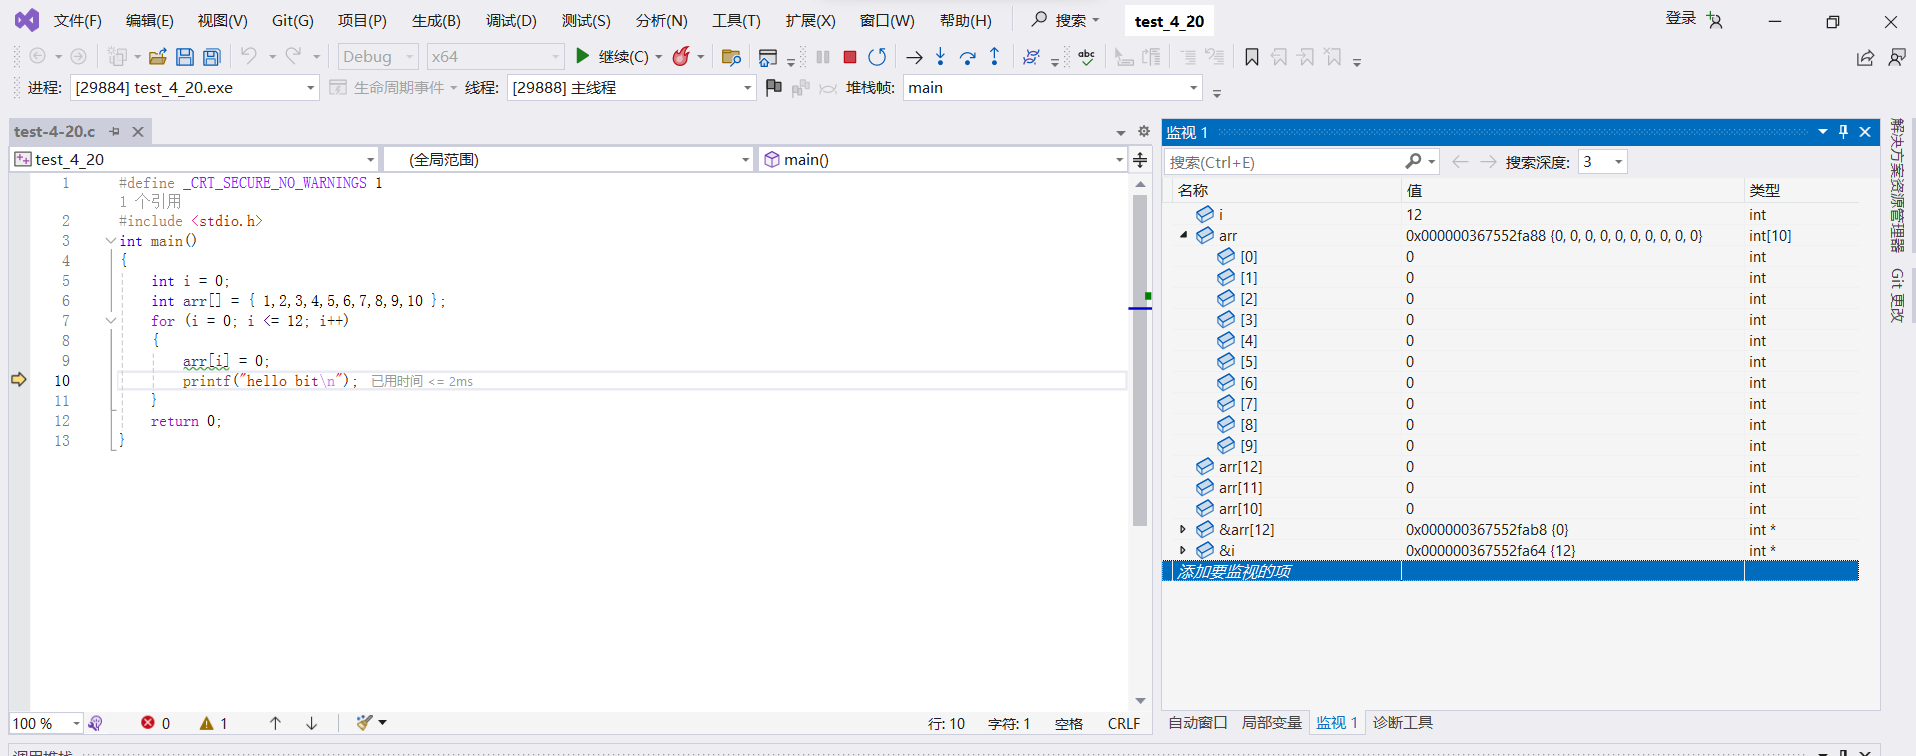 文件(F) 编辑(E) 视图(V) Git(G) 项目(P) 生成(B) 调试(D) 测试(S) 分析(N) 工具(T) 扩展(X) 窗口(W) 帮助(H) 搜索 test_4_20 登录
Debug x64 继续(C) abc
进程: [29884] test_4_20.exe 生命周期事件 线程: [29888] 主线程 堆栈帧: main
test-4-20.c
test_4_20 (全局范围) main()
1 #define _CRT_SECURE_NO_WARNINGS 1
1 个引用
2 #include <stdio.h>
3 int main()
4 {
5 int i = 0;
6 int arr[] = { 1,2,3,4,5,6,7,8,9,10 };
7 for (i = 0; i <= 12; i++)
8 {
9 arr[i] = 0;
10 printf("hello bit\n"); 已用时间 <= 2ms
11 }
12 return 0;
13 }
100 % 0 1 行: 10 字符: 1 空格 CRLF
监视 1
搜索(Ctrl+E) 搜索深度: 3
名称 值 类型
i 12 int
arr 0x000000367552fa88 {0, 0, 0, 0, 0, 0, 0, 0, 0, 0} int[10]
[0] 0 int
[1] 0 int
[2] 0 int
[3] 0 int
[4] 0 int
[5] 0 int
[6] 0 int
[7] 0 int
[8] 0 int
[9] 0 int
arr[12] 0 int
arr[11] 0 int
arr[10] 0 int
&arr[12] 0x000000367552fab8 {0} int *
&i 0x000000367552fa64 {12} int *
添加要监视的项
自动窗口 局部变量 监视 1 诊断工具
解决方案资源管理器
Git 更改
调用堆栈